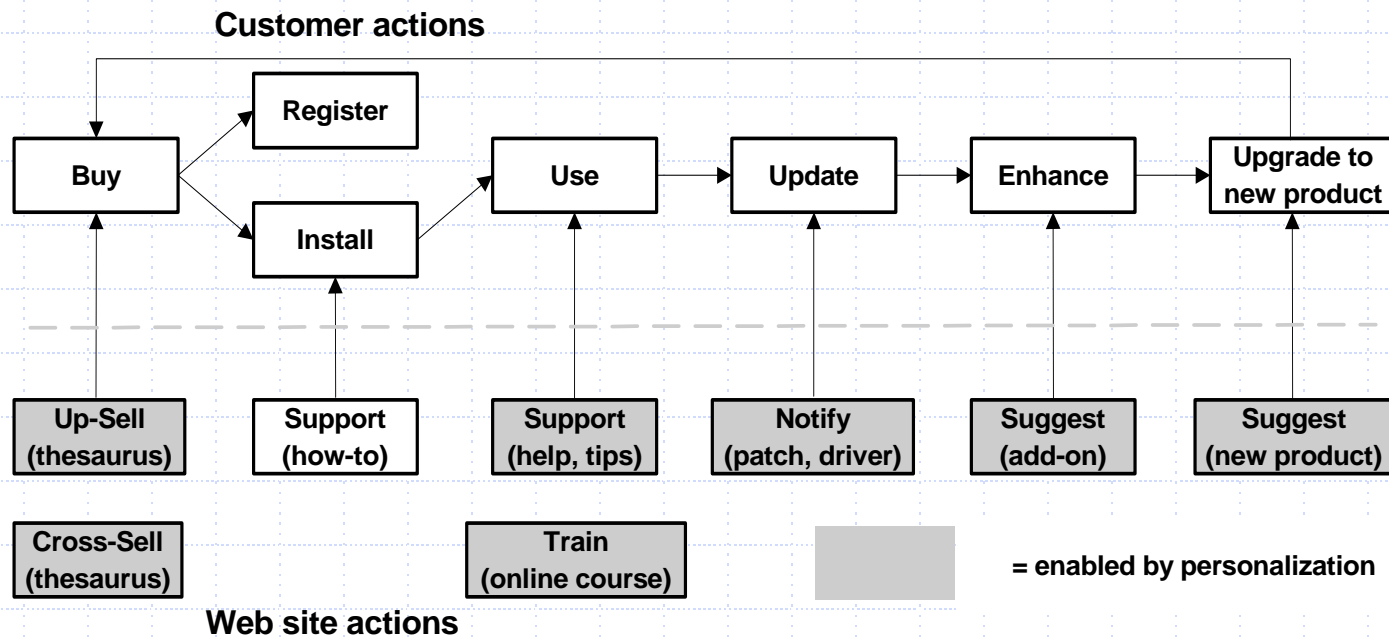 Customer actions
Register
Buy
Use
Update
Enhance
Upgrade to
new product
Install
Up-Sell
(thesaurus)
Support
(how-to)
Support
(help, tips)
Notify
(patch, driver)
Suggest
(add-on)
Suggest
(new product)
Cross-Sell
(thesaurus)
Train
(online course)
= enabled by personalization
Web site actions